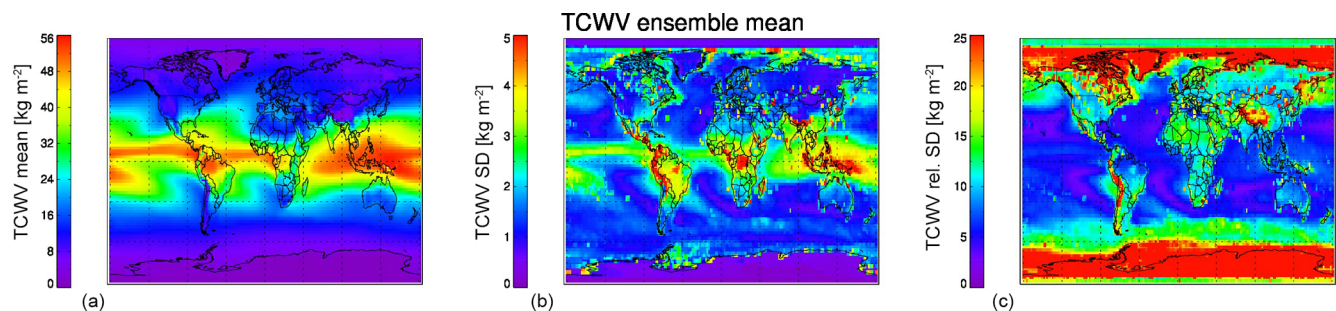 TCWV ensemble mean
TCWV mean [kg m-2]
56
48
40
32
24
16
8
0
(a)
TCWV SD [kg m-2]
5
4
3
2
1
0
(b)
TCWV rel. SD [kg m-2]
25
20
15
10
5
0
(c)